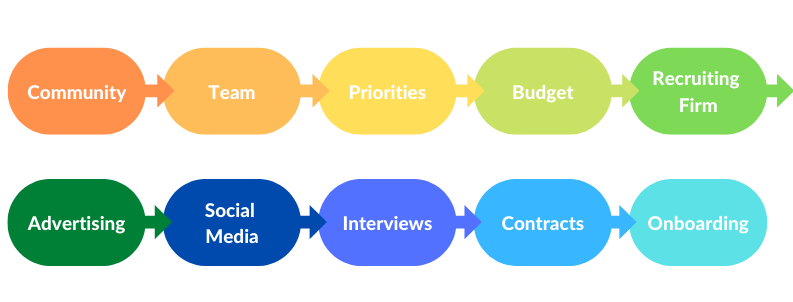 Community
Team
Priorities
Budget
Recruiting
Firm
Advertising
Social
Media
Interviews
Contracts
Onboarding